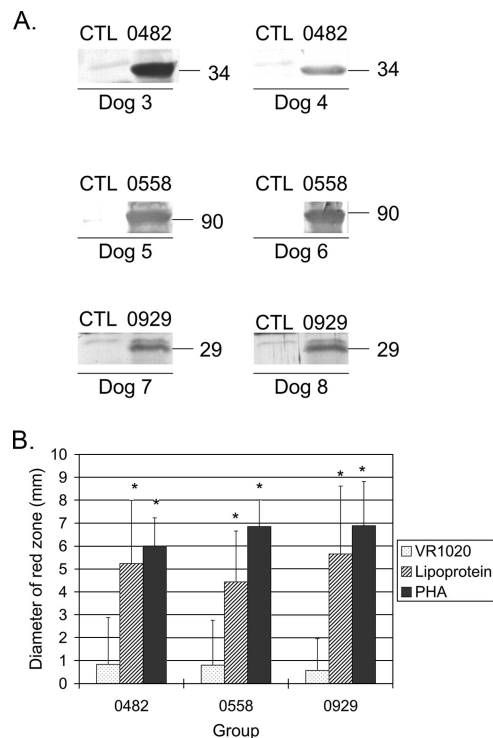 A.
CTL 0482
34
Dog 3
CTL 0482
34
Dog 4
CTL 0558
90
Dog 5
CTL 0558
90
Dog 6
CTL 0929
29
Dog 7
CTL 0929
29
Dog 8
B.
Diameter of red zone (mm)
10
9
8
7
6
5
4
3
2
1
0
* * * * * *
0482 0558 0929
Group
VR1020
Lipoprotein
PHA